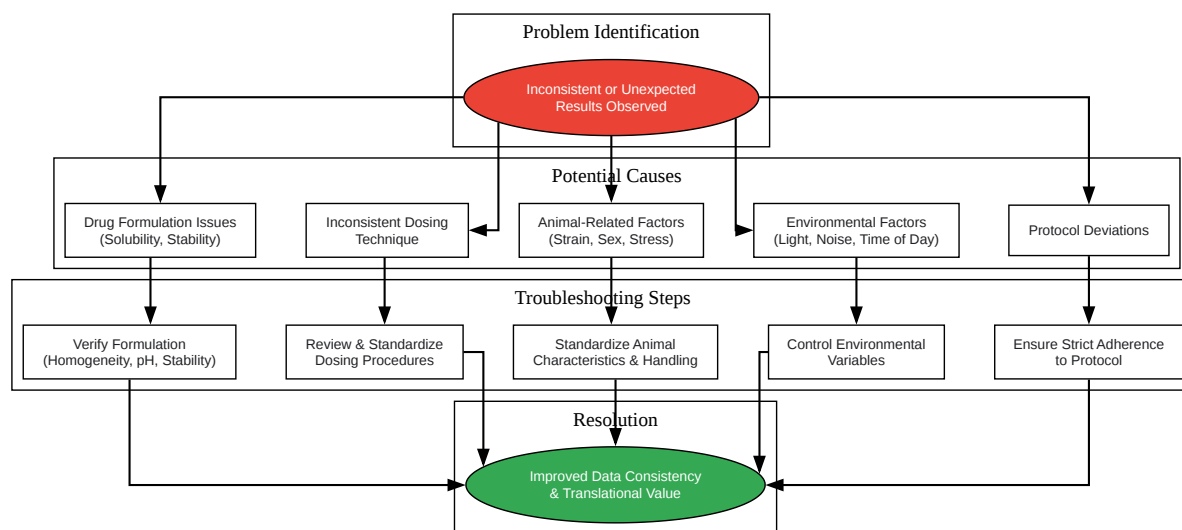 Problem Identification
Inconsistent or Unexpected
Results Observed
Potential Causes
Drug Formulation Issues
(Solubility, Stability)
Inconsistent Dosing
Technique
Animal-Related Factors
(Strain, Sex, Stress)
Environmental Factors
(Light, Noise, Time of Day)
Protocol Deviations
Troubleshooting Steps
Verify Formulation
(Homogeneity, pH, Stability)
Review & Standardize
Dosing Procedures
Standardize Animal
Characteristics & Handling
Control Environmental
Variables
Ensure Strict Adherence
to Protocol
Resolution
Improved Data Consistency
& Translational Value